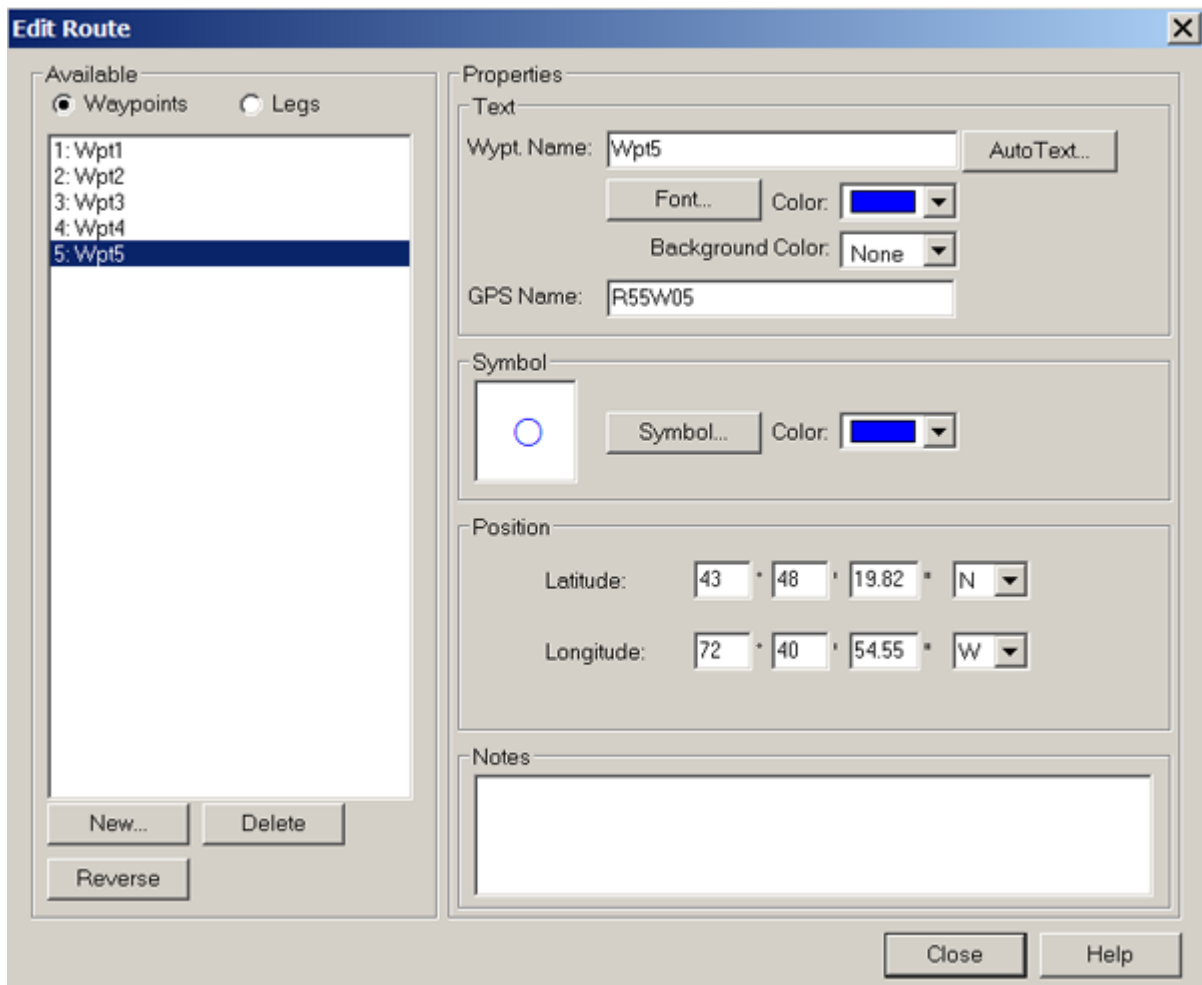 Edit Route
Available
Waypoints Legs
1: Wpt1
2: Wpt2
3: Wpt3
4: Wpt4
5: Wpt5
New... Delete
Reverse
Properties
Text
Wypt. Name: Wpt5 AutoText...
Font... Color:
Background Color: None
GPS Name: R55W05
Symbol
Symbol... Color:
Position
Latitude: 43 ° 48 ' 19.82 " N
Longitude: 72 ° 40 ' 54.55 " W
Notes
Close Help